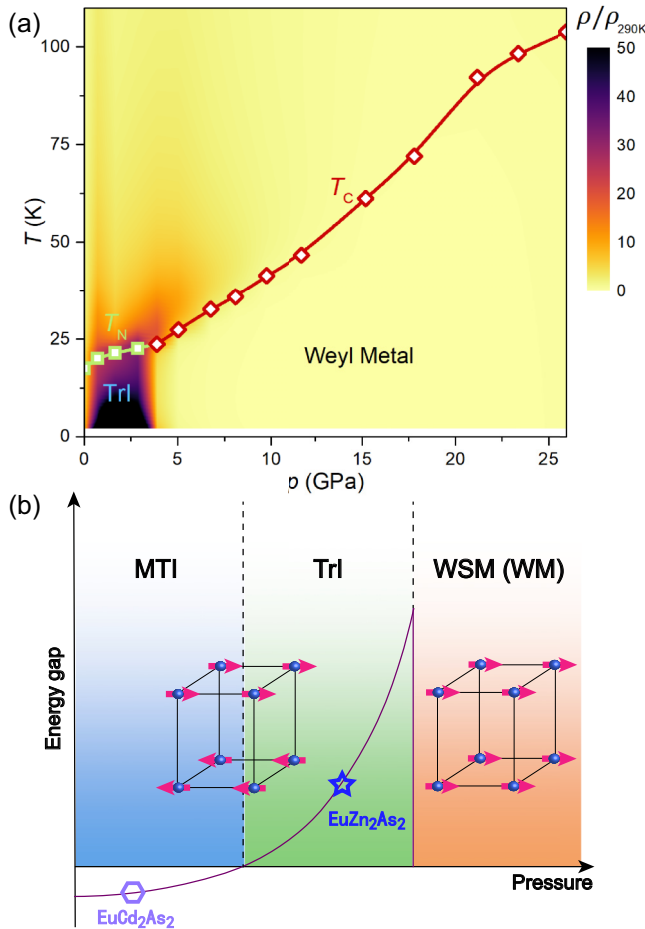 (a)
ρ/ρ290K
100
75
50
25
0
T (K)
TC
TN
TrI
Weyl Metal
0 5 10 15 20 25
p (GPa)
50
40
30
20
10
0
(b)
MTI TrI WSM (WM)
Energy gap
EuZn2As2
Pressure
EuCd2As2